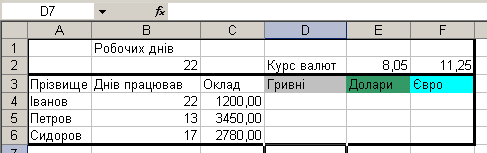 D7 fx
A B C D E F
1 Робочих днів
2 22 Курс валют 8,05 11,25
3 Прізвище Днів працював Оклад Гривні Долари Євро
4 Іванов 22 1200,00
5 Петров 13 3450,00
6 Сидоров 17 2780,00
7